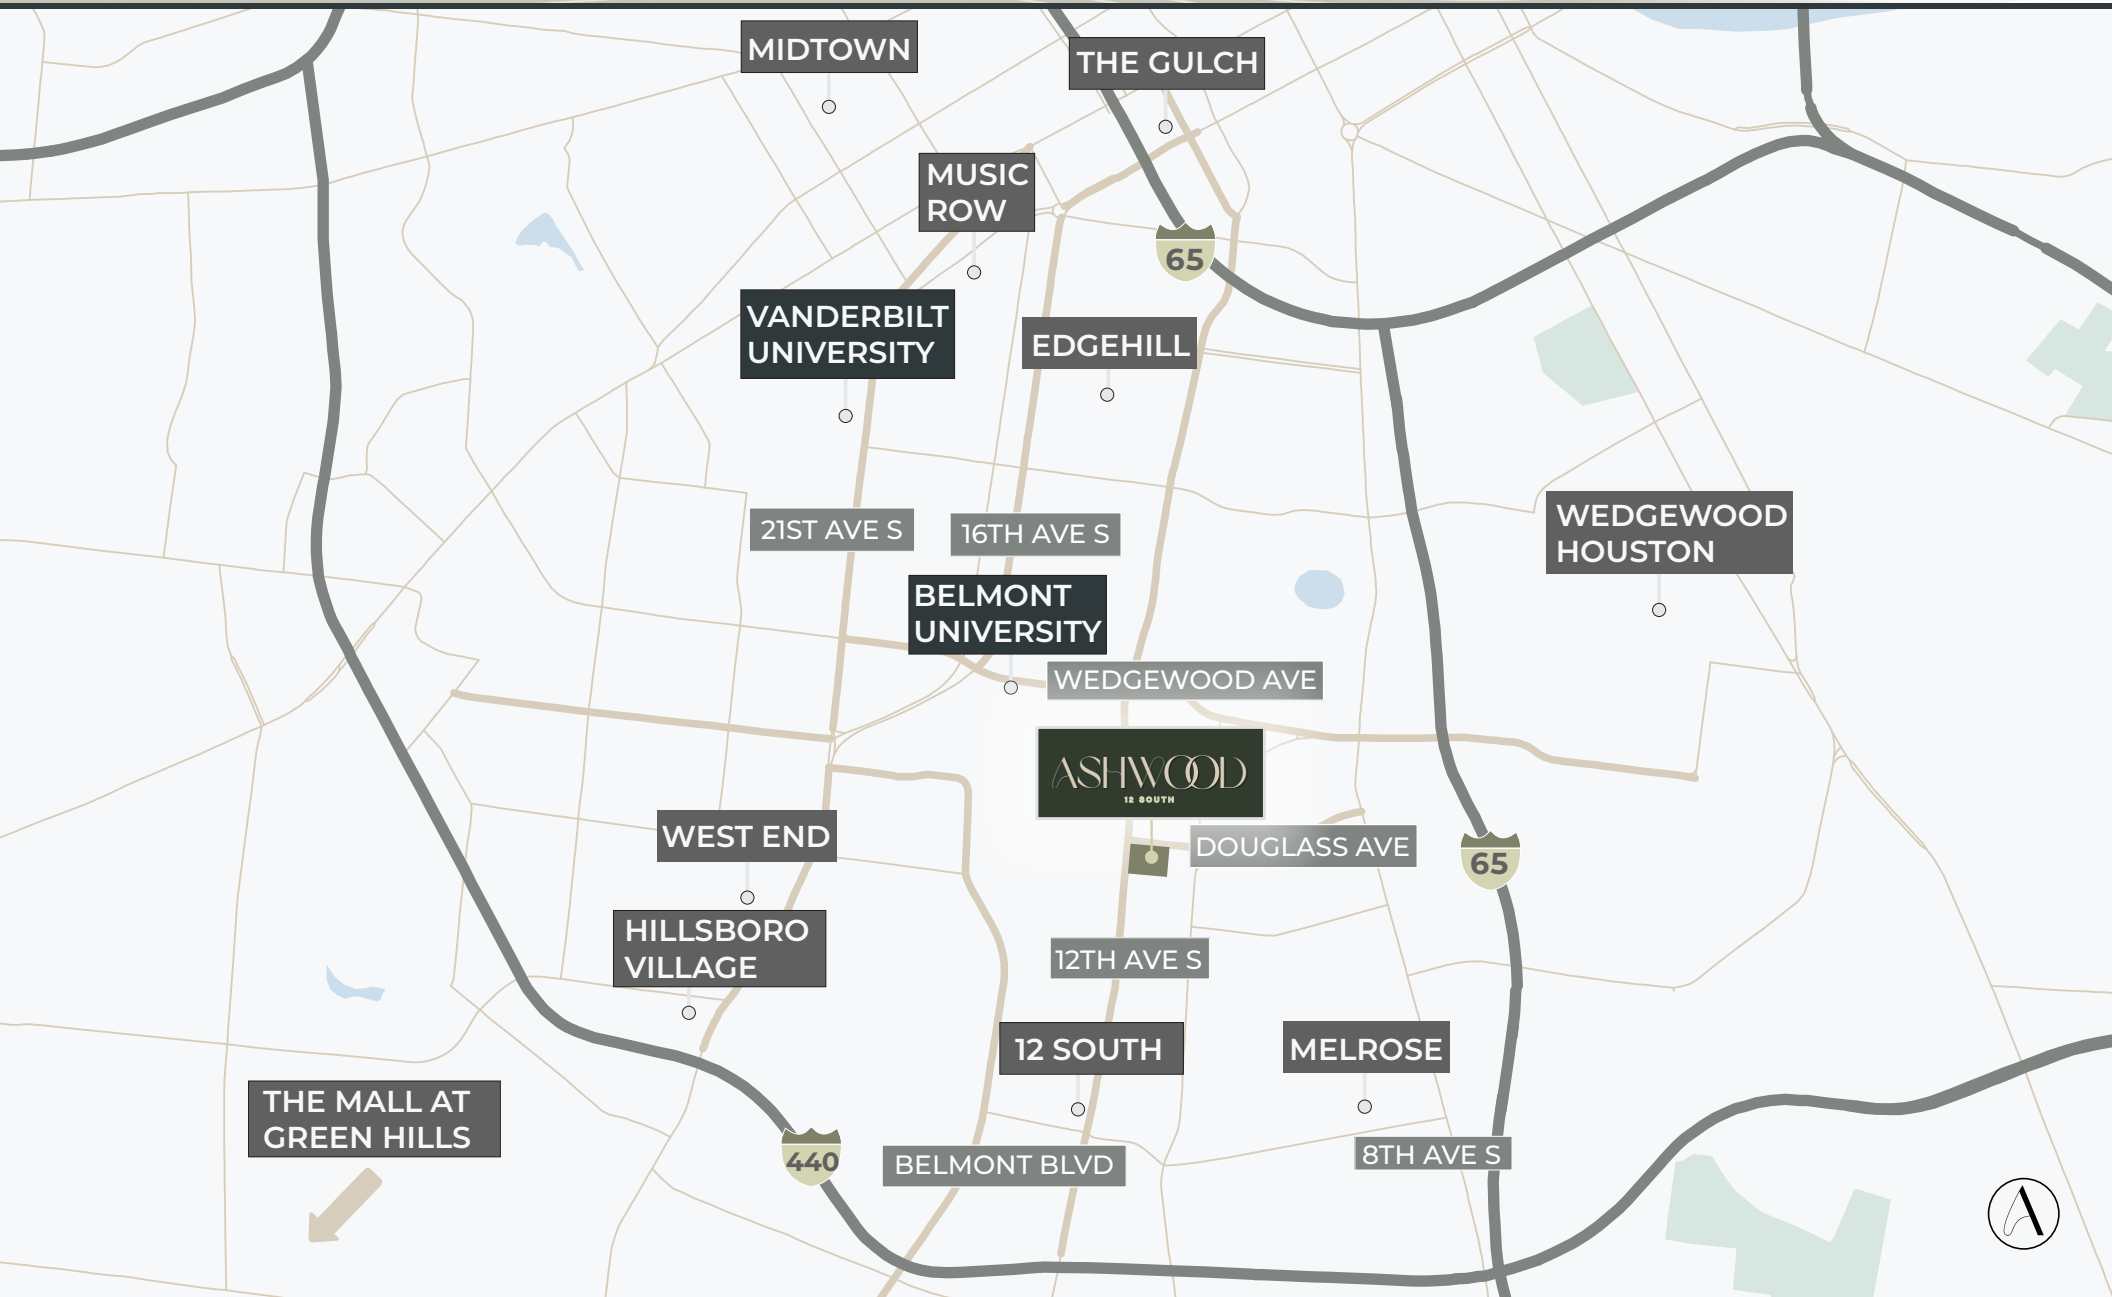 MIDTOWN
THE GULCH
MUSIC
ROW
65
VANDERBILT
UNIVERSITY
EDGEHILL
21ST AVE S
16TH AVE S
WEDGEWOOD
HOUSTON
BELMONT
UNIVERSITY
WEDGEWOOD AVE
ASHWOOD
12 SOUTH
WEST END
DOUGLASS AVE
65
HILLSBORO
VILLAGE
12TH AVE S
12 SOUTH
MELROSE
THE MALL AT
GREEN HILLS
440
BELMONT BLVD
8TH AVE S
A